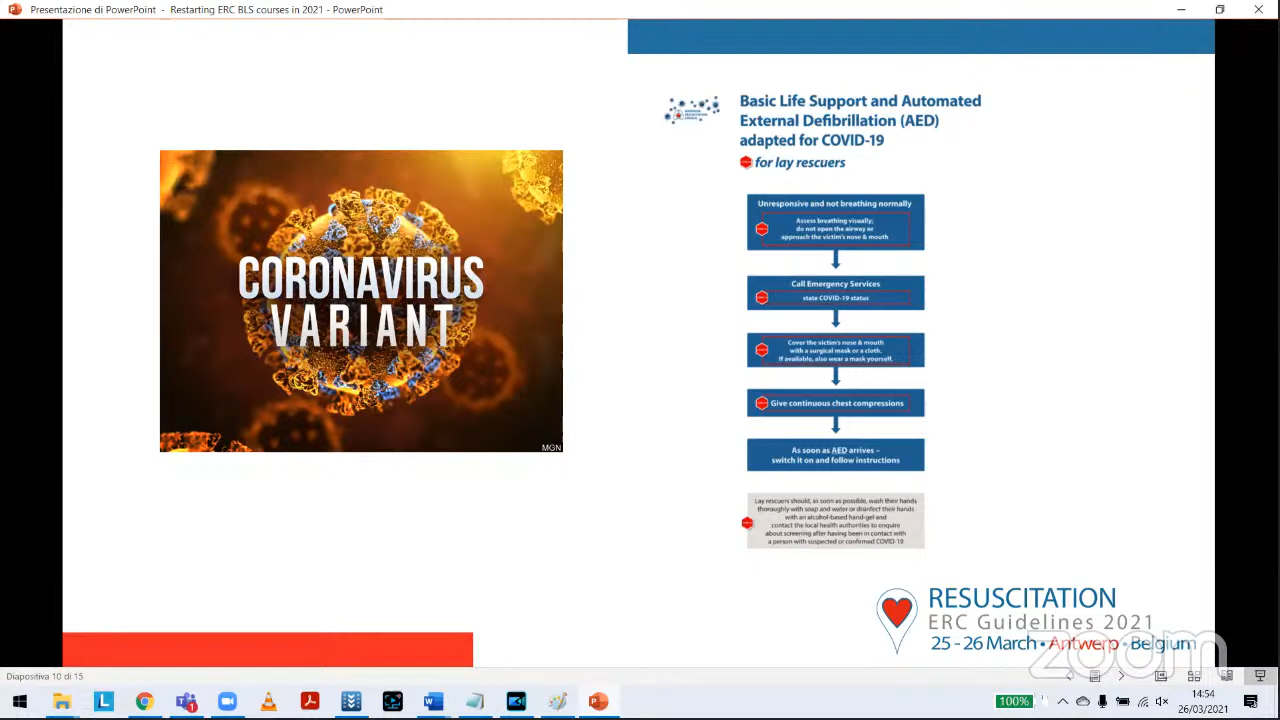 Presentazione di PowerPoint - Restarting ERC BLS courses in 2021 - PowerPoint
CORONAVIRUS
VARIANT
MGN
Basic Life Support and Automated
External Defibrillation (AED)
adapted for COVID-19
for lay rescuers
Unresponsive and not breathing normally
Assess breathing visually;
do not open the airway or
approach the victim's nose & mouth
Call Emergency Services
state COVID-19 status
Cover the victim's nose & mouth
with a surgical mask or a cloth.
If available, also wear a mask yourself.
Give continuous chest compressions
As soon as AED arrives –
switch it on and follow instructions
Lay rescuers should, as soon as possible, wash their hands
thoroughly with soap and water or disinfect their hands
with an alcohol-based hand-gel and
contact the local health authorities to enquire
about screening after having been in contact with
a person with suspected or confirmed COVID-19
RESUSCITATION
ERC Guidelines 2021
25 - 26 March • Antwerp • Belgium
zoom
Diapositiva 10 di 15
100%
14:54
26/03/2021